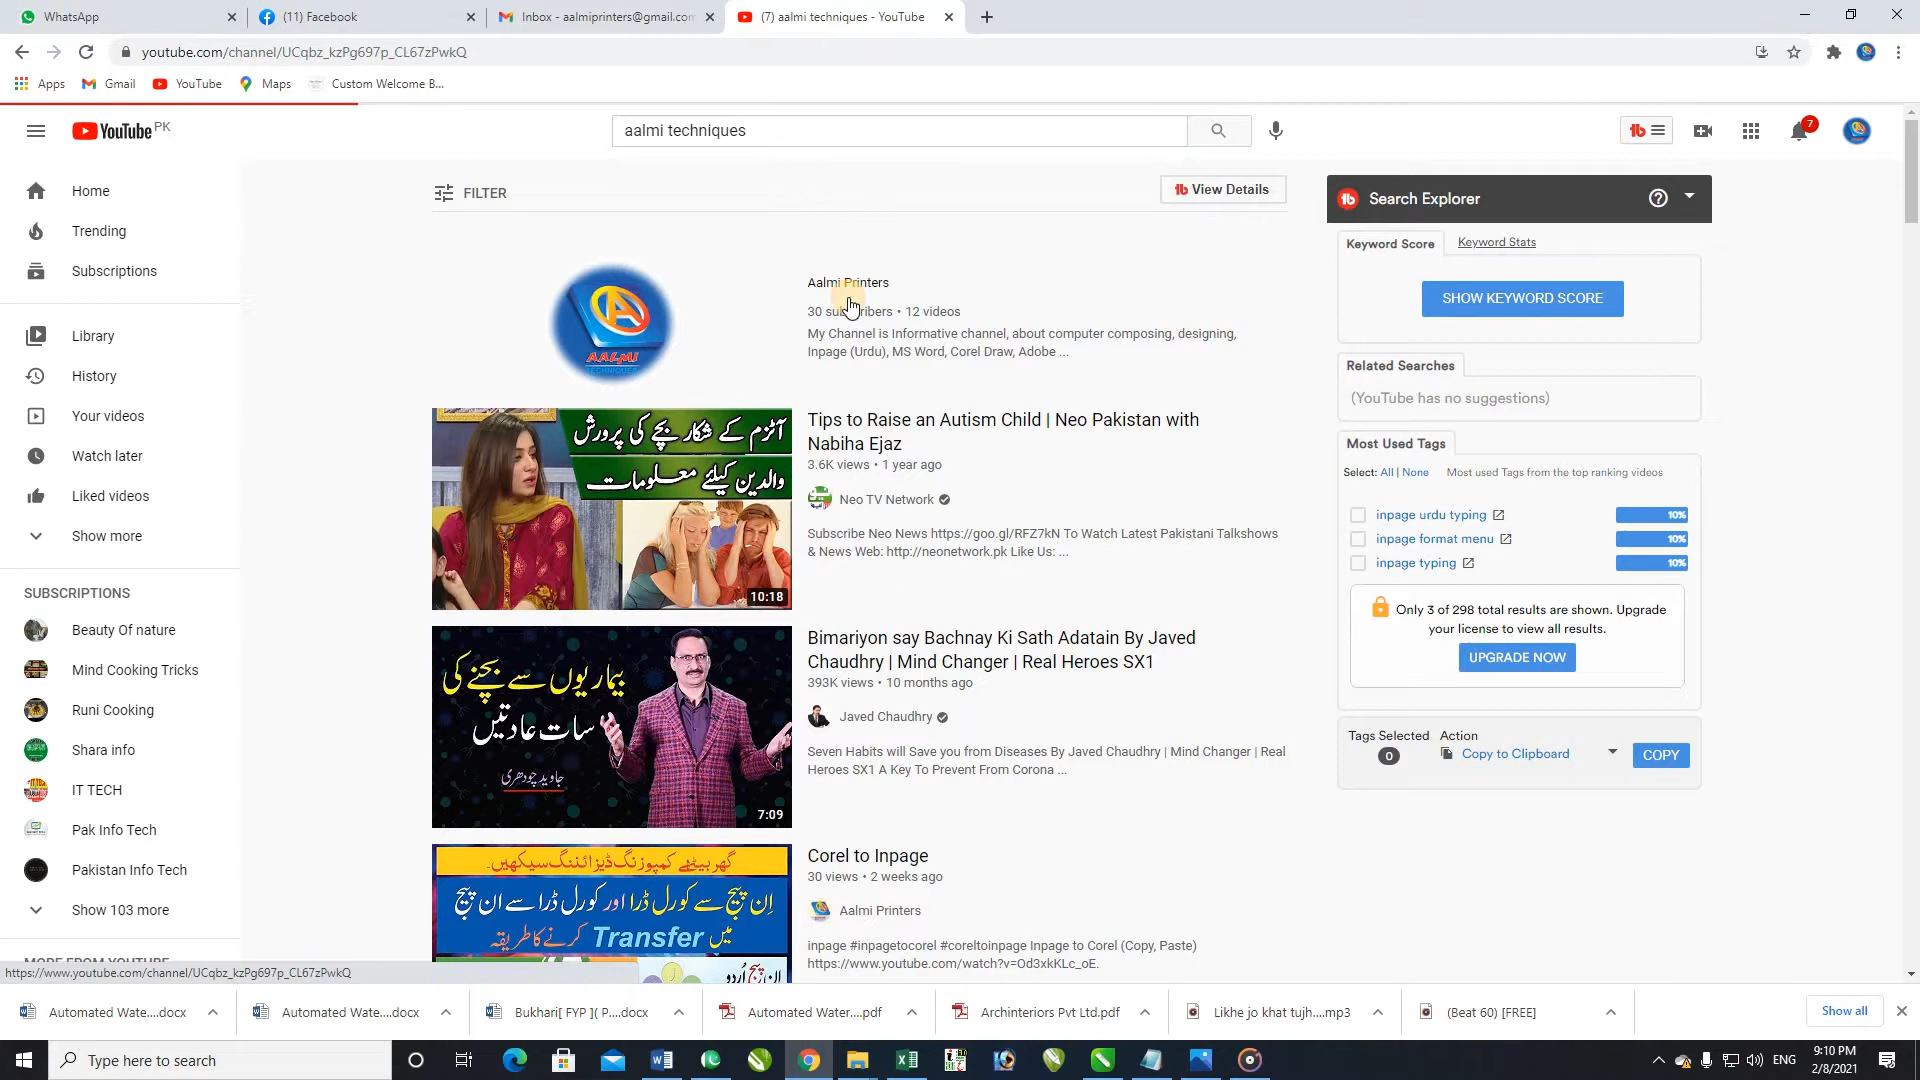 WhatsApp
(11) Facebook
Inbox - aalmiprinters@gmail.con
(7) aalmi techniques - YouTube
youtube.com/channel/UCqbz_kzPg697p_CL67zPwkQ
Apps
Gmail
YouTube
Maps
Custom Welcome B...
YouTube PK
aalmi techniques
7
Home
Trending
Subscriptions
Library
History
Your videos
Watch later
Liked videos
Show more
SUBSCRIPTIONS
Beauty Of nature
Mind Cooking Tricks
Runi Cooking
Shara info
IT TECH
Pak Info Tech
Pakistan Info Tech
Show 103 more
MORE FROM YOUTUBE
FILTER
View Details
AALMI
TECHNIQUES
Aalmi Printers
30 subscribers • 12 videos
My Channel is Informative channel, about computer composing, designing,
Inpage (Urdu), MS Word, Corel Draw, Adobe ...
آٹزم کے شکار بچے کی پرورش
والدین کیلئے معلومات
10:18
Tips to Raise an Autism Child | Neo Pakistan with
Nabiha Ejaz
3.6K views • 1 year ago
Neo TV Network
Subscribe Neo News https://goo.gl/RFZ7kN To Watch Latest Pakistani Talkshows
& News Web: http://neonetwork.pk Like Us: ...
بیماریوں سے بچنے کی
سات عادتیں
جاوید چودھری
7:09
Bimariyon say Bachnay Ki Sath Adatain By Javed
Chaudhry | Mind Changer | Real Heroes SX1
393K views • 10 months ago
Javed Chaudhry
Seven Habits will Save you from Diseases By Javed Chaudhry | Mind Changer | Real
Heroes SX1 A Key To Prevent From Corona ...
گھر بیٹھے کمپوزنگ ڈیزائننگ سیکھیں۔
اِن پیج سے کورل ڈرا اور کورل ڈرا سے ان پیج
میں Transfer کرنے کا طریقہ
ان پیج اُردو
Corel to Inpage
30 views • 2 weeks ago
Aalmi Printers
inpage #inpagetocorel #coreltoinpage Inpage to Corel (Copy, Paste)
https://www.youtube.com/watch?v=Od3xkKLc_oE.
Search Explorer
Keyword Score
Keyword Stats
SHOW KEYWORD SCORE
Related Searches
(YouTube has no suggestions)
Most Used Tags
Select: All | None
Most used Tags from the top ranking videos
inpage urdu typing
10%
inpage format menu
10%
inpage typing
10%
Only 3 of 298 total results are shown. Upgrade
your license to view all results.
UPGRADE NOW
Tags Selected
0
Action
Copy to Clipboard
COPY
https://www.youtube.com/channel/UCqbz_kzPg697p_CL67zPwkQ
Automated Wate....docx
Automated Wate....docx
Bukhari[ FYP ]( P....docx
Automated Water....pdf
Archinteriors Pvt Ltd.pdf
Likhe jo khat tujh....mp3
(Beat 60) [FREE]
Show all
Type here to search
ENG
9:10 PM
2/8/2021